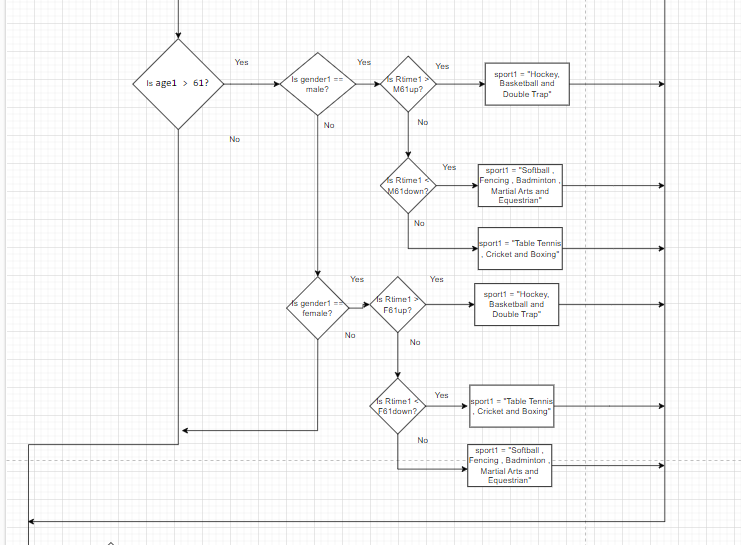 Yes
Yes
Yes
Is age1 > 61?
Is gender1 ==
male?
Is Rtime1 >
M61up?
sport1 = "Hockey,
Basketball and
Double Trap"
No
No
No
Yes
Is Rtime1 <
M61down?
sport1 = "Softball ,
Fencing , Badminton ,
Martial Arts and
Equestrian"
No
sport1 = "Table Tennis
, Cricket and Boxing"
Yes
Yes
Is gender1 ==
female?
Is Rtime1 >
F61up?
sport1 = "Hockey,
Basketball and
Double Trap"
No
No
Yes
Is Rtime1 <
F61down?
sport1 = "Table Tennis
, Cricket and Boxing"
No
sport1 = "Softball ,
Fencing , Badminton ,
Martial Arts and
Equestrian"